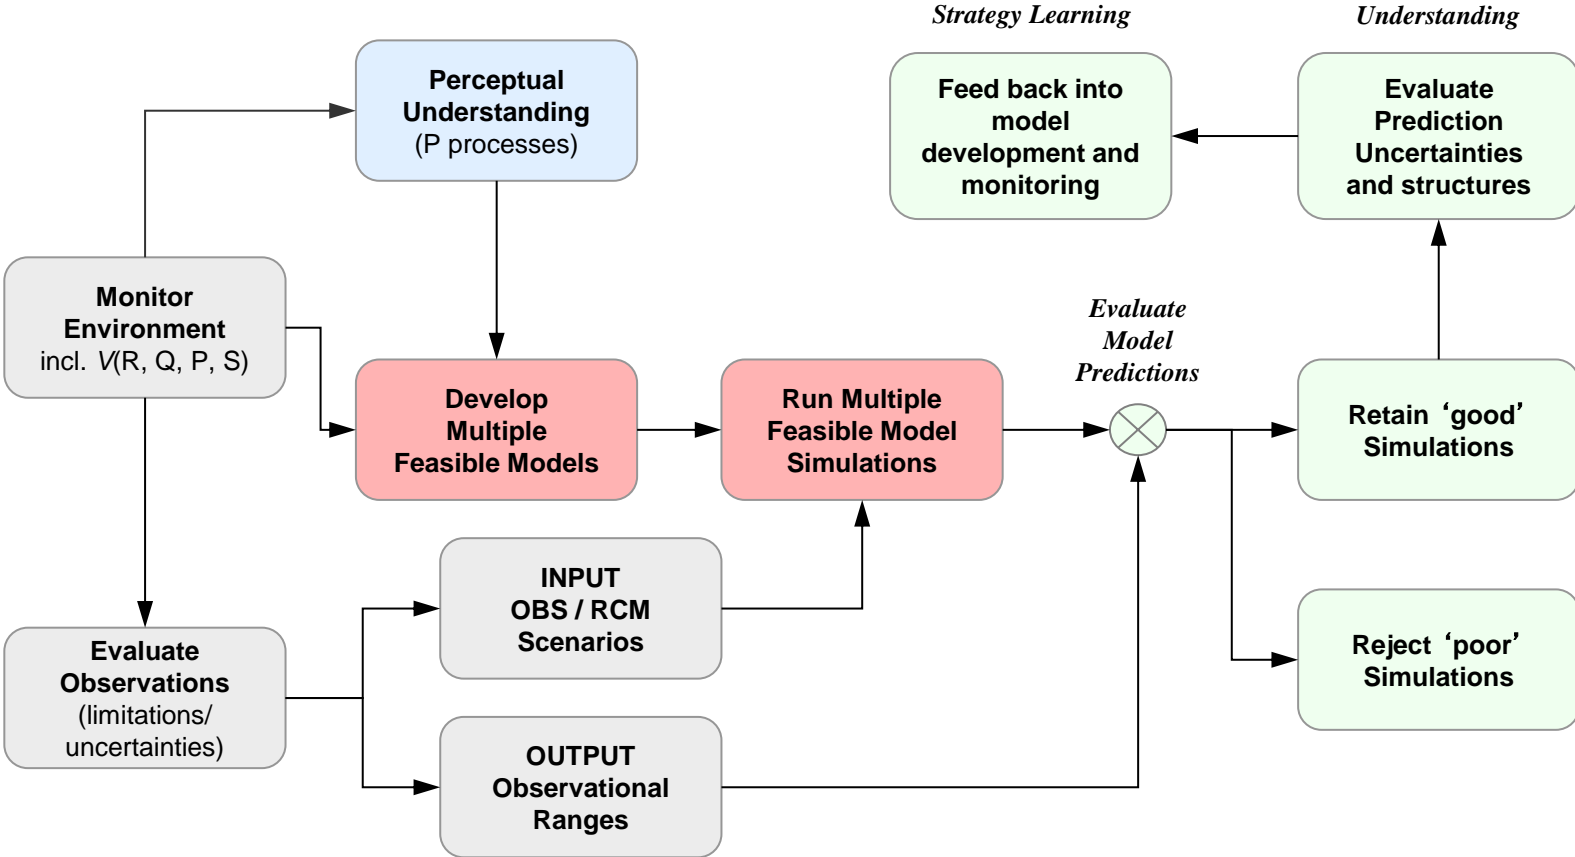 Strategy Learning
Understanding
Perceptual
Understanding
(P processes)
Feed back into
model
development and
monitoring
Evaluate
Prediction
Uncertainties
and structures
Monitor
Environment
incl. V(R, Q, P, S)
Evaluate
Model
Predictions
Develop
Multiple
Feasible Models
Run Multiple
Feasible Model
Simulations
Retain ‘good’
Simulations
INPUT
OBS / RCM
Scenarios
Evaluate
Observations
(limitations/
uncertainties)
Reject ‘poor’
Simulations
OUTPUT
Observational
Ranges